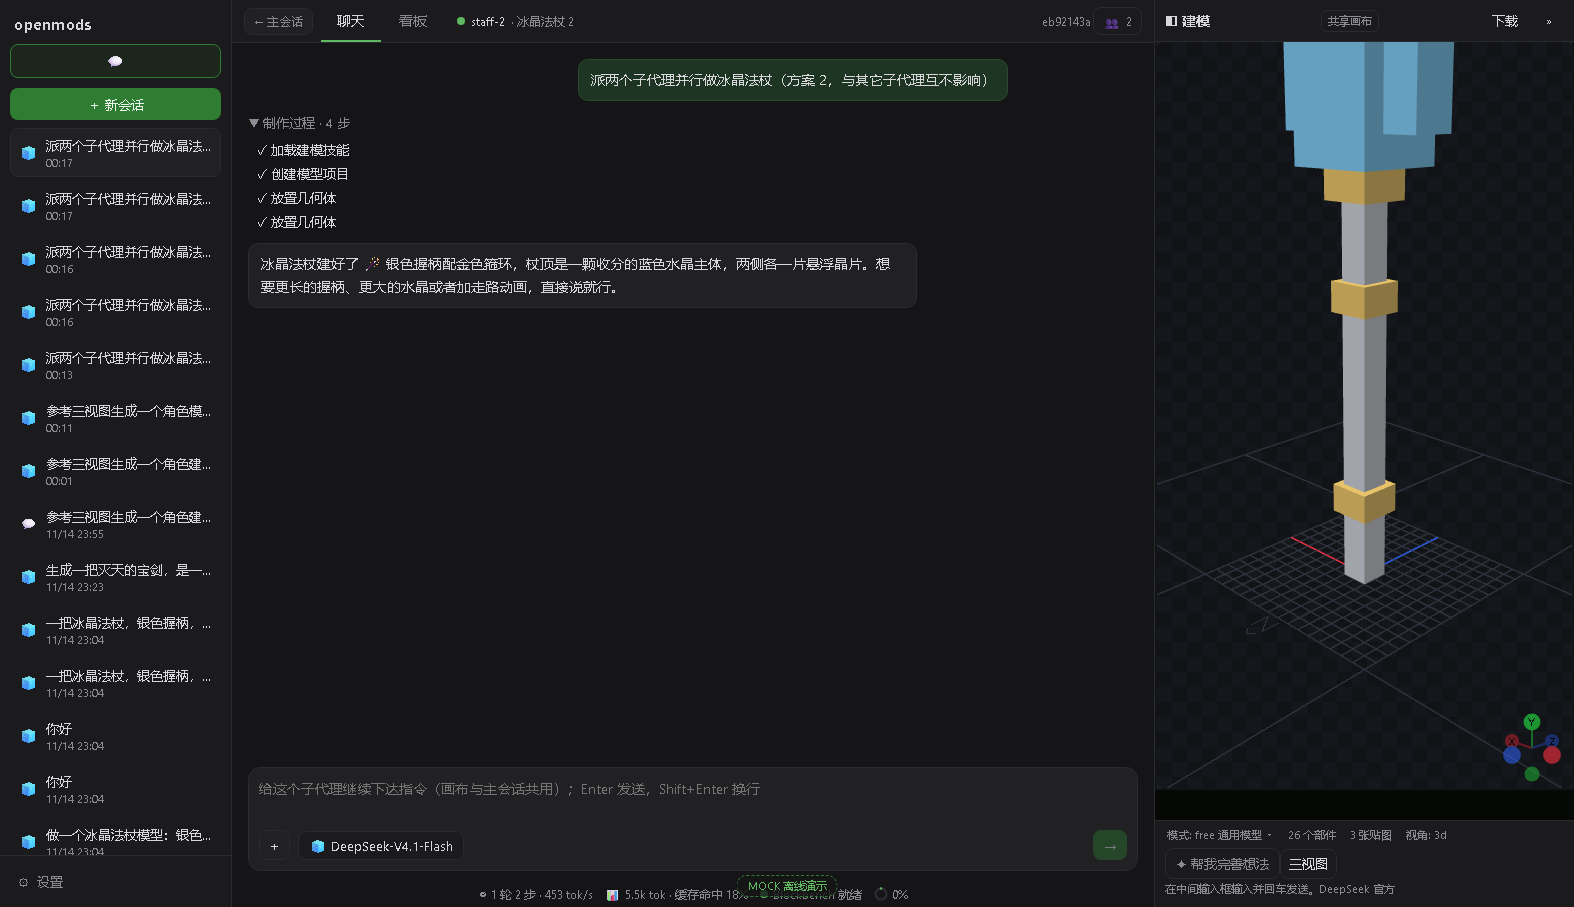 openmods
+ 新会话
派两个子代理并行做冰晶法...
00:17
派两个子代理并行做冰晶法...
00:17
派两个子代理并行做冰晶法...
00:16
派两个子代理并行做冰晶法...
00:16
派两个子代理并行做冰晶法...
00:13
参考三视图生成一个角色模...
00:11
参考三视图生成一个角色建...
00:01
参考三视图生成一个角色建...
11/14 23:55
生成一把灭天的宝剑，是一...
11/14 23:23
一把冰晶法杖，银色握柄，...
11/14 23:04
一把冰晶法杖，银色握柄，...
11/14 23:04
你好
11/14 23:04
你好
11/14 23:04
做一个冰晶法杖模型：银色...
11/14 23:04
设置
← 主会话 聊天 看板 staff-2 · 冰晶法杖 2 eb92143a 2
派两个子代理并行做冰晶法杖（方案 2，与其它子代理互不影响）
▼ 制作过程 · 4 步
✓ 加载建模技能
✓ 创建模型项目
✓ 放置几何体
✓ 放置几何体
冰晶法杖建好了 🪄 银色握柄配金色箍环，杖顶是一颗收分的蓝色水晶主体，两侧各一片悬浮晶片。想
要更长的握柄、更大的水晶或者加走路动画，直接说就行。
给这个子代理继续下达指令（画布与主会话共用）；Enter 发送，Shift+Enter 换行
+ DeepSeek-V4.1-Flash →
1 轮 2 步 · 453 tok/s 5.5k tok · 缓存命中 18% 就绪 0%
MOCK 离线演示
建模 共享画布 下载 »
Y
X
Z
模式: free 通用模型 · 26 个部件 3 张贴图 视角: 3d
✦ 帮我完善想法 三视图
在中间输入框输入并回车发送。DeepSeek 官方